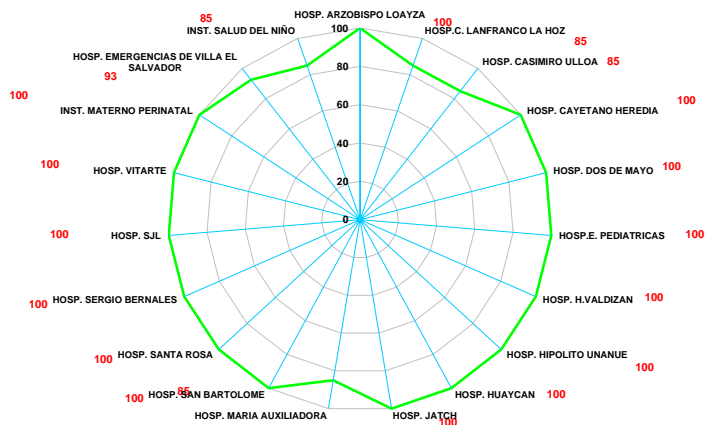 85
HOSP. ARZOBISPO LOAYZA
100
INST. SALUD DEL NIÑO
100
HOSP.C. LANFRANCO LA HOZ
85
HOSP. EMERGENCIAS DE VILLA EL
SALVADOR
80
HOSP. CASIMIRO ULLOA
85
93
100
INST. MATERNO PERINATAL
60
HOSP. CAYETANO HEREDIA
100
40
100
HOSP. VITARTE
20
HOSP. DOS DE MAYO
100
0
100
HOSP. SJL
HOSP.E. PEDIATRICAS
100
100
HOSP. SERGIO BERNALES
HOSP. H.VALDIZAN
100
100
HOSP. SANTA ROSA
HOSP. HIPOLITO UNANUE
100
100
85
HOSP. SAN BARTOLOME
HOSP. HUAYCAN
100
HOSP. MARIA AUXILIADORA
HOSP. JATCH
100